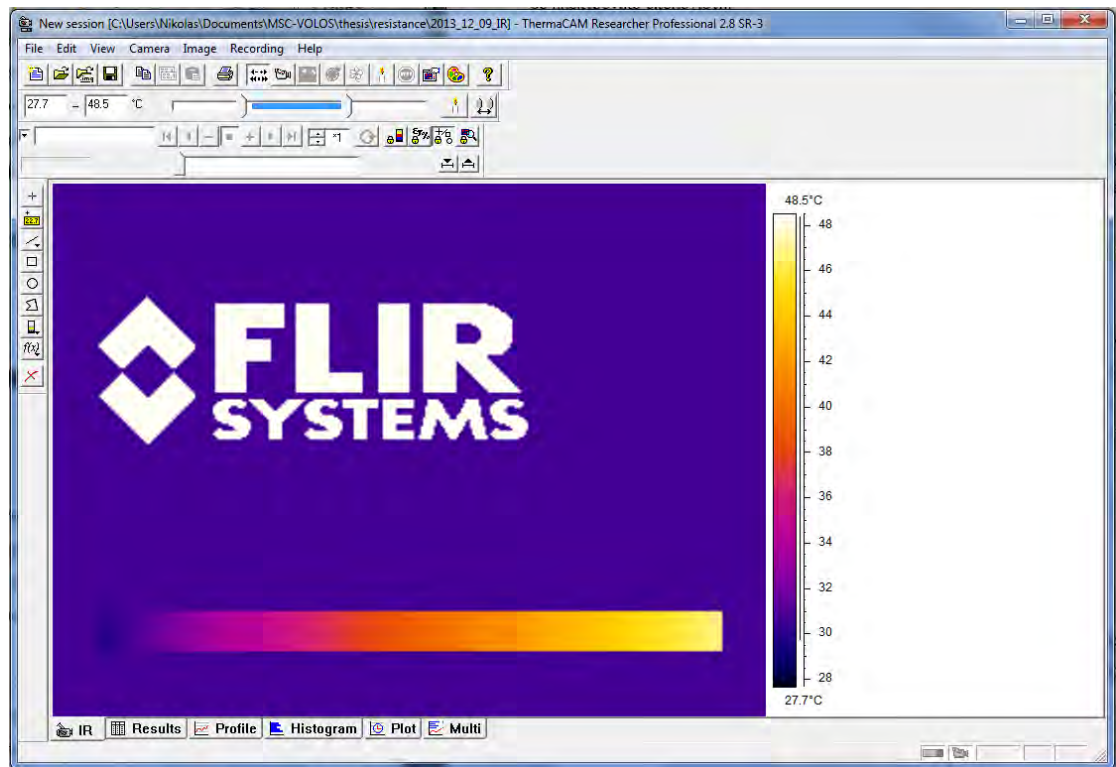 New session [C:\Users\Nikolas\Documents\MSC-VOLOS\thesis\resistance\2013_12_09_IR] - ThermaCAM Researcher Professional 2.8 SR-3
File Edit View Camera Image Recording Help
27.7 - 48.5 °C
FLIR
SYSTEMS
48.5°C
48
46
44
42
40
38
36
34
32
30
28
27.7°C
IR Results Profile Histogram Plot Multi